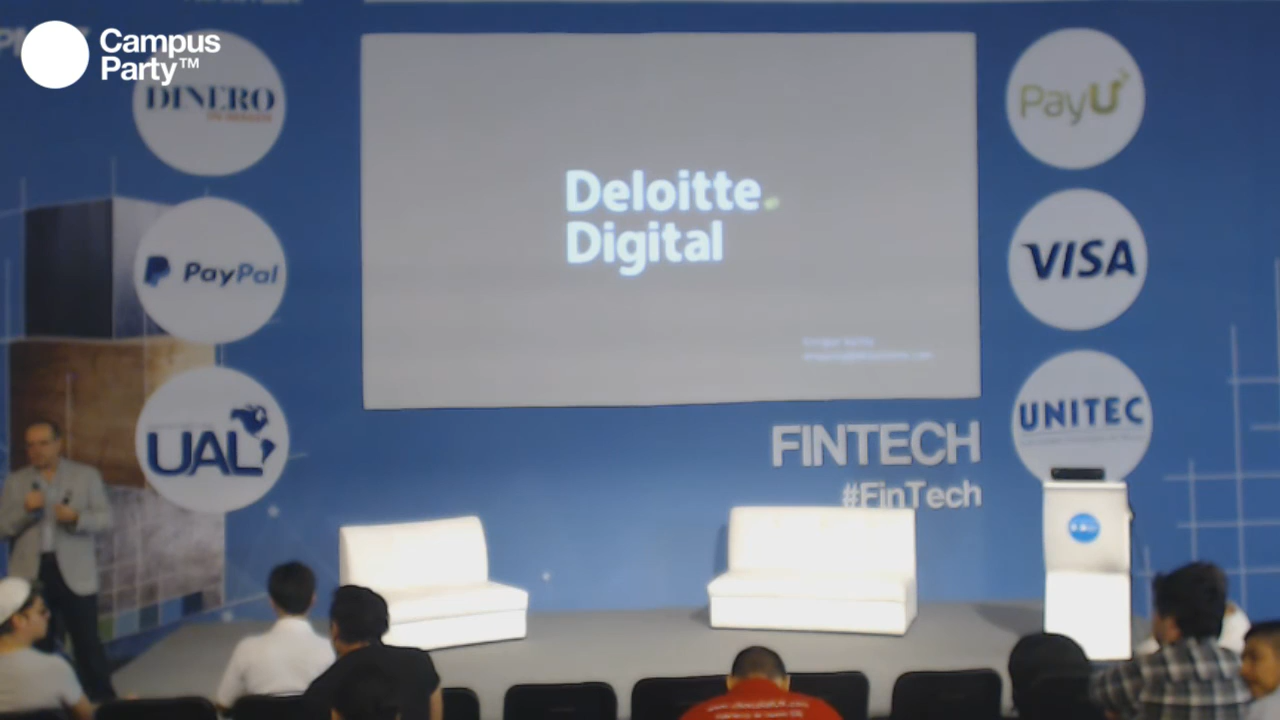 Campus
Party™
DINERO
PayPal
UAL
Deloitte.
Digital
PayU
VISA
UNITEC
FINTECH
#FinTech